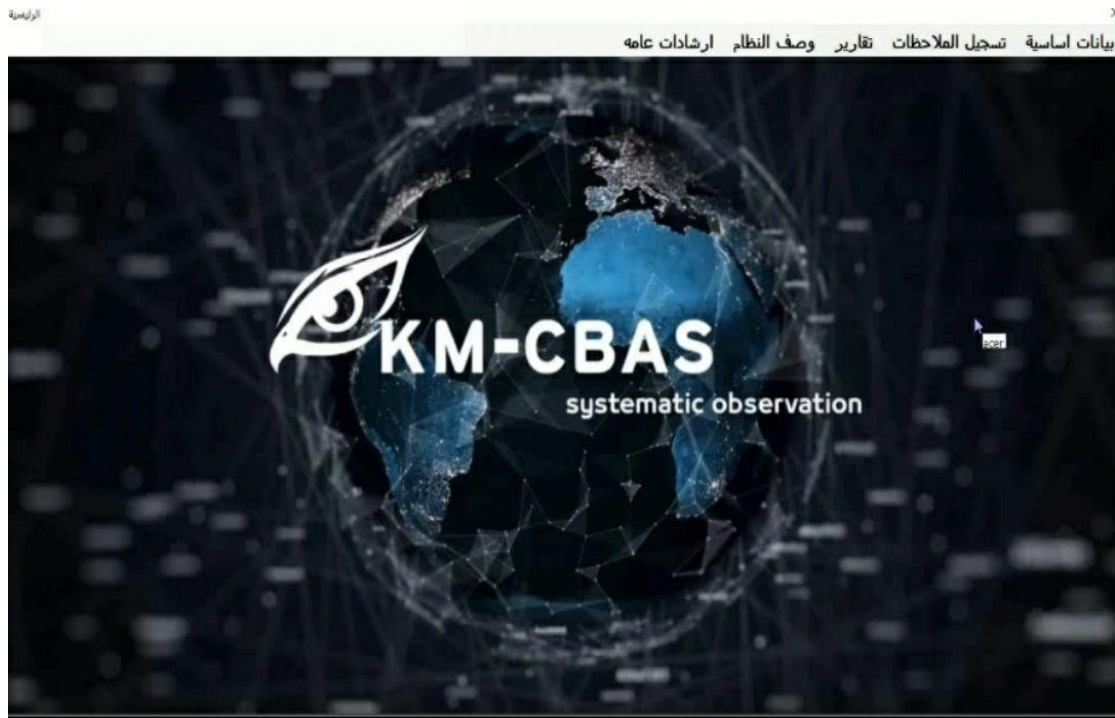 الرئيسية
بيانات اساسية تسجيل الملاحظات تقارير وصف النظام ارشادات عامه
KM-CBAS
systematic observation
acer